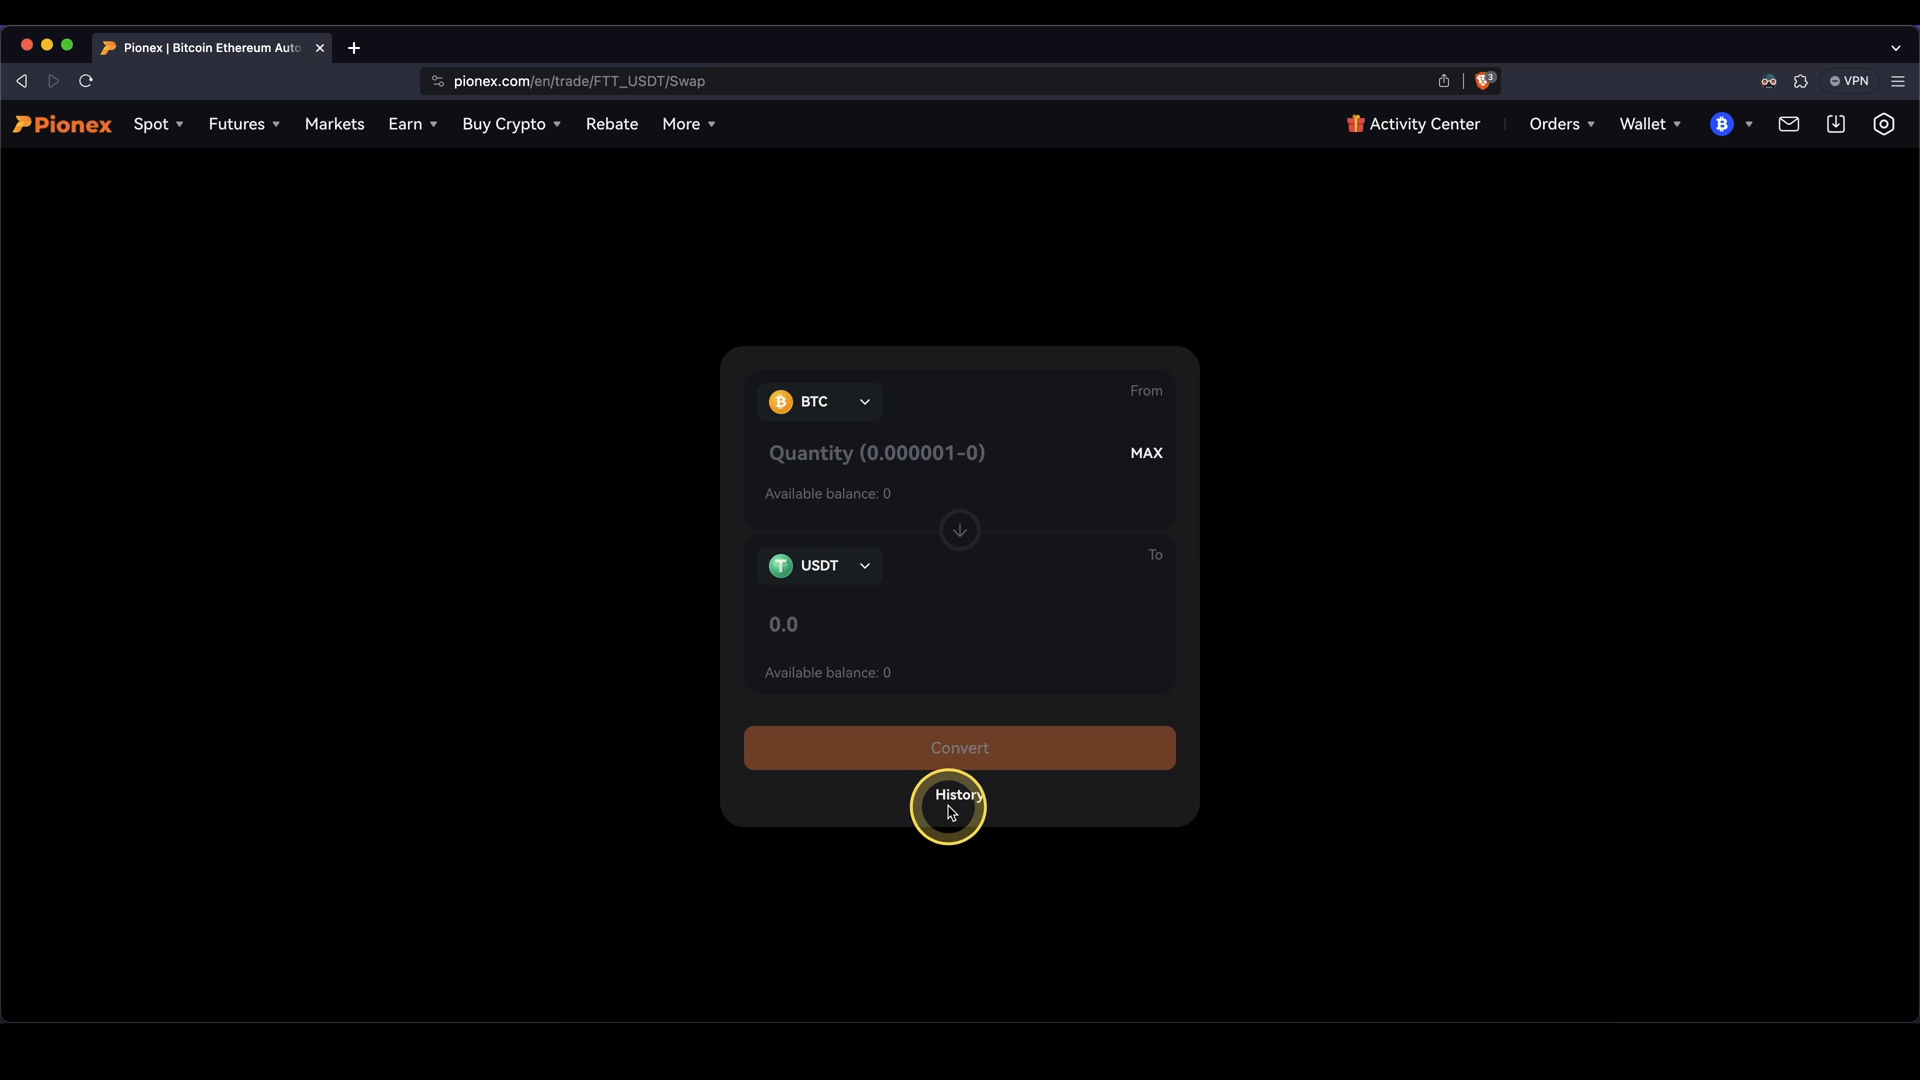 Pionex | Bitcoin Ethereum Auto
pionex.com/en/trade/FTT_USDT/Swap
3
VPN
Pionex
Spot
Futures
Markets
Earn
Buy Crypto
Rebate
More
Activity Center
Orders
Wallet
BTC
From
Quantity (0.000001-0)
MAX
Available balance: 0
USDT
To
0.0
Available balance: 0
Convert
History